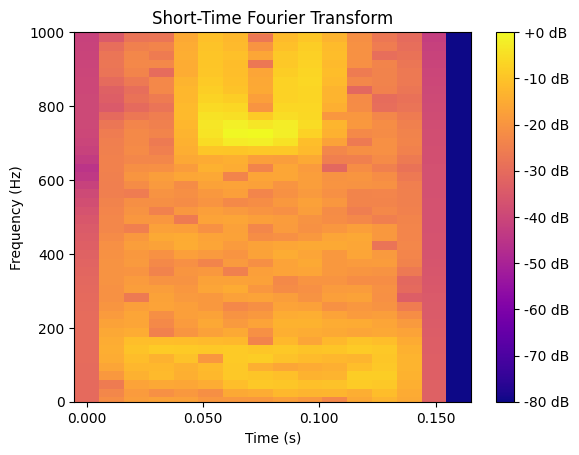 Short-Time Fourier Transform
1000
800
600
400
200
0
Frequency (Hz)
0.000
0.050
0.100
0.150
Time (s)
+0 dB
-10 dB
-20 dB
-30 dB
-40 dB
-50 dB
-60 dB
-70 dB
-80 dB